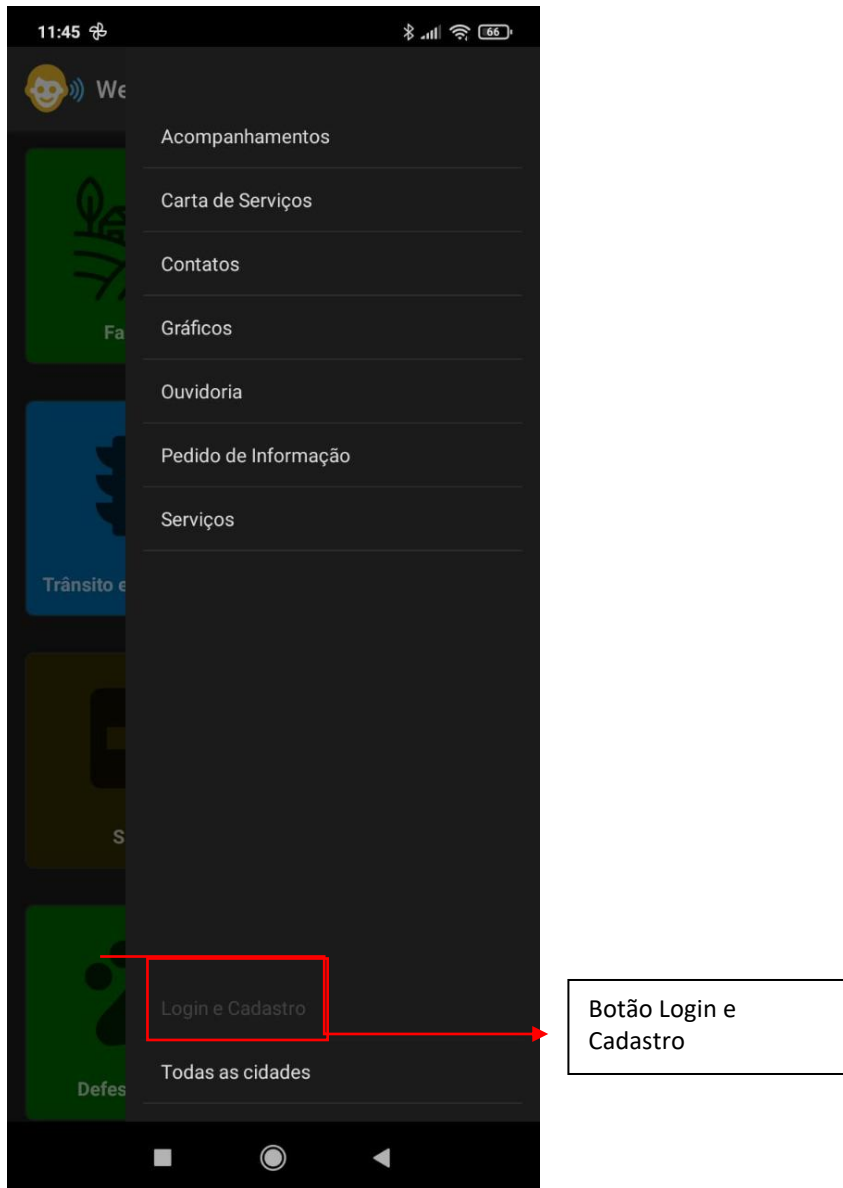 11:45
66
We
Acompanhamentos
Carta de Serviços
Contatos
Fa
Gráficos
Ouvidoria
Pedido de Informação
Serviços
Trânsito e
S
Login e Cadastro
Botão Login e
Cadastro
Todas as cidades
Defes